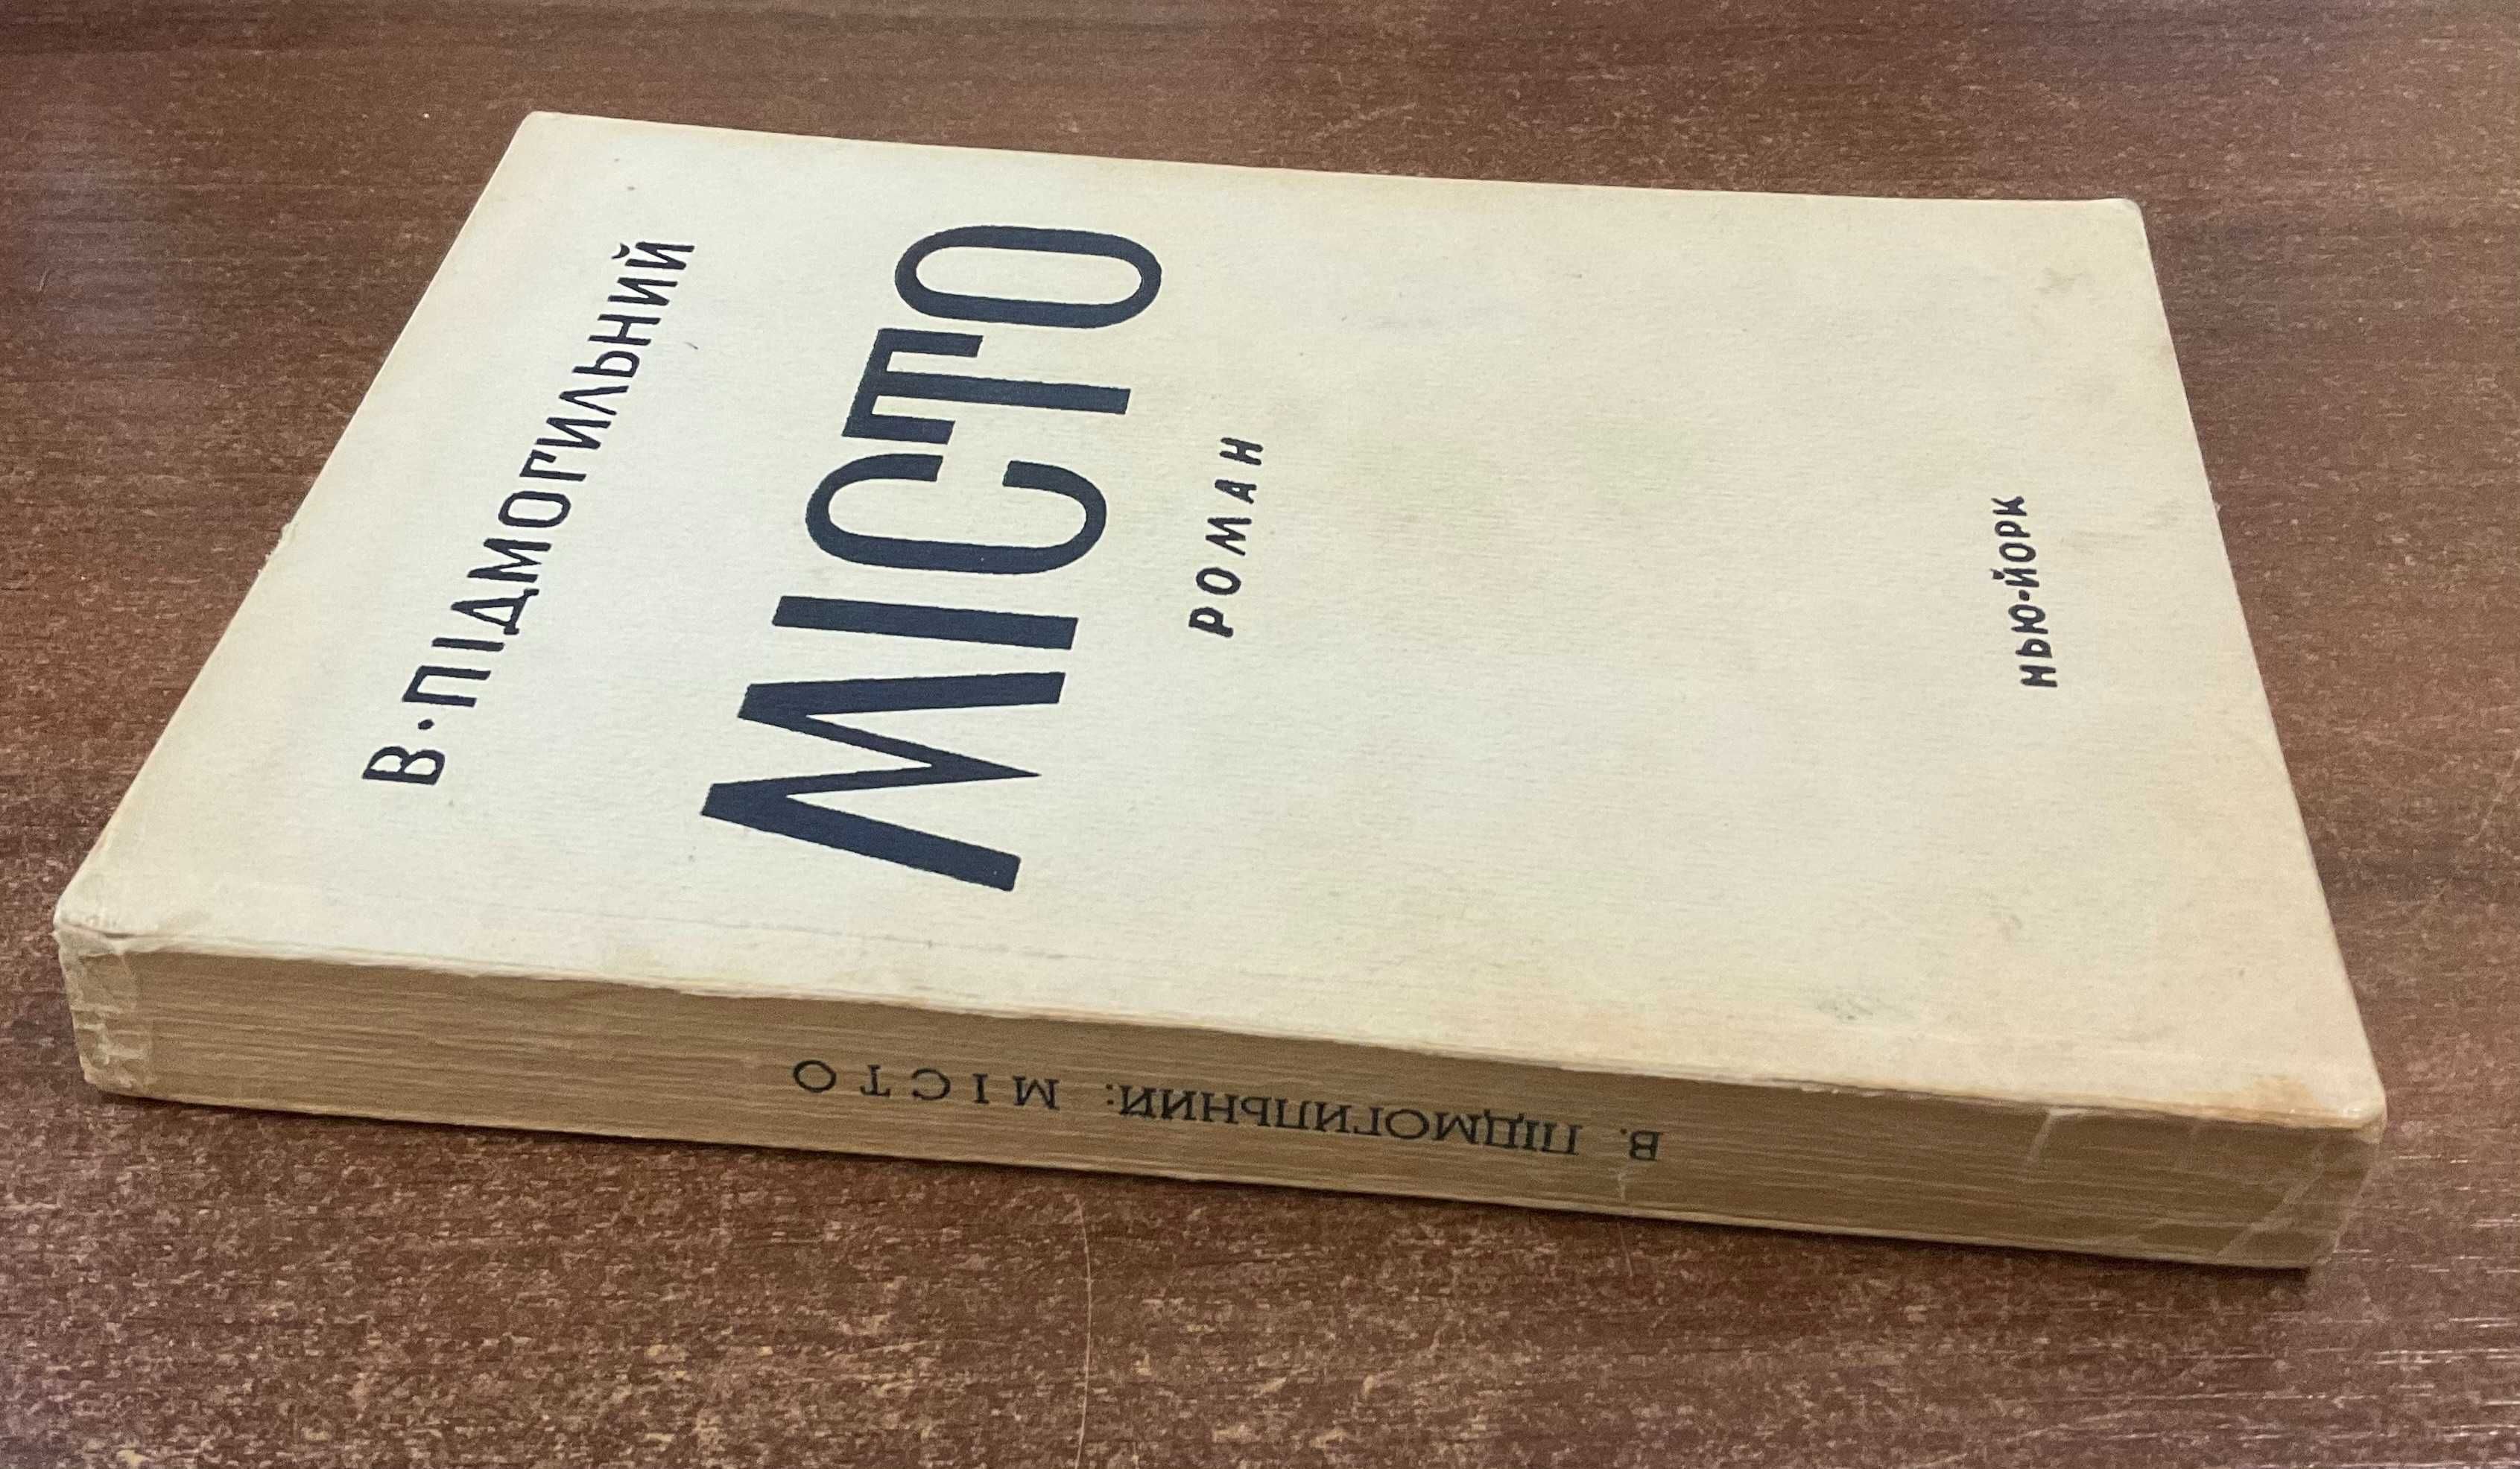 В·ПІДМОГИЛЬНИЙ
МІСТО
РОМАН
НЬЮ-ЙОРК
В. ПІДМОГИЛЬНИЙ: МІСТО